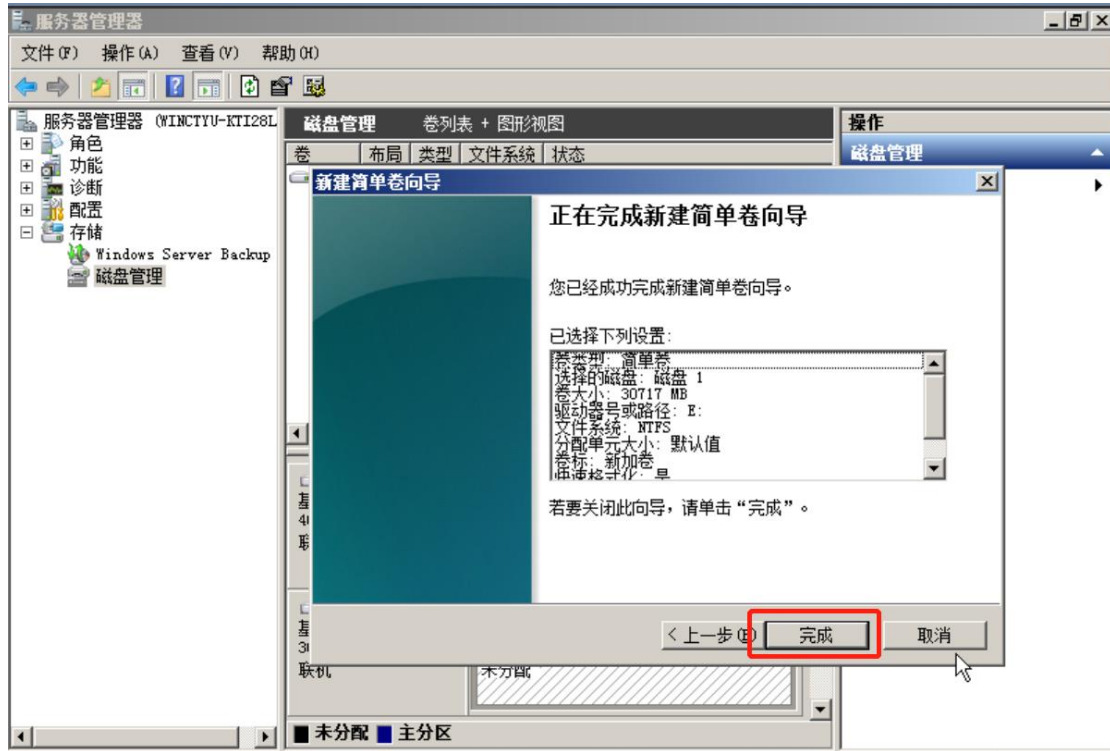 服务器管理器
文件(F) 操作(A) 查看(V) 帮助(H)
服务器管理器 (WINCTYU-KTI28L
角色
功能
诊断
配置
存储
Windows Server Backup
磁盘管理
磁盘管理 卷列表 + 图形视图
卷 布局 类型 文件系统 状态
操作
磁盘管理
新建简单卷向导
正在完成新建简单卷向导
您已经成功完成新建简单卷向导。
已选择下列设置:
卷类型: 简单卷
选择的磁盘: 磁盘 1
卷大小: 30717 MB
驱动器号或路径: E:
文件系统: NTFS
分配单元大小: 默认值
卷标: 新加卷
快速格式化: 是
若要关闭此向导，请单击“完成”。
<上一步(B) 完成 取消
基
联机
未分配
未分配 主分区